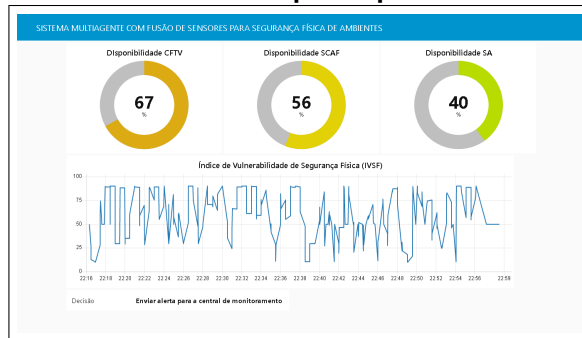 SISTEMA MULTIAGENTE COM FUSÃO DE SENSORES PARA SEGURANÇA FÍSICA DE AMBIENTES
Disponibilidade CFTV
Disponibilidade SCAF
Disponibilidade SA
67
%
56
%
40
%
Índice de Vulnerabilidade de Segurança Física (IVSF)
100
75
50
25
0
22:16 22:18 22:20 22:22 22:24 22:26 22:28 22:30 22:32 22:34 22:36 22:38 22:40 22:42 22:44 22:46 22:48 22:50 22:52 22:54 22:56 22:59
Decisão Enviar alerta para a central de monitoramento